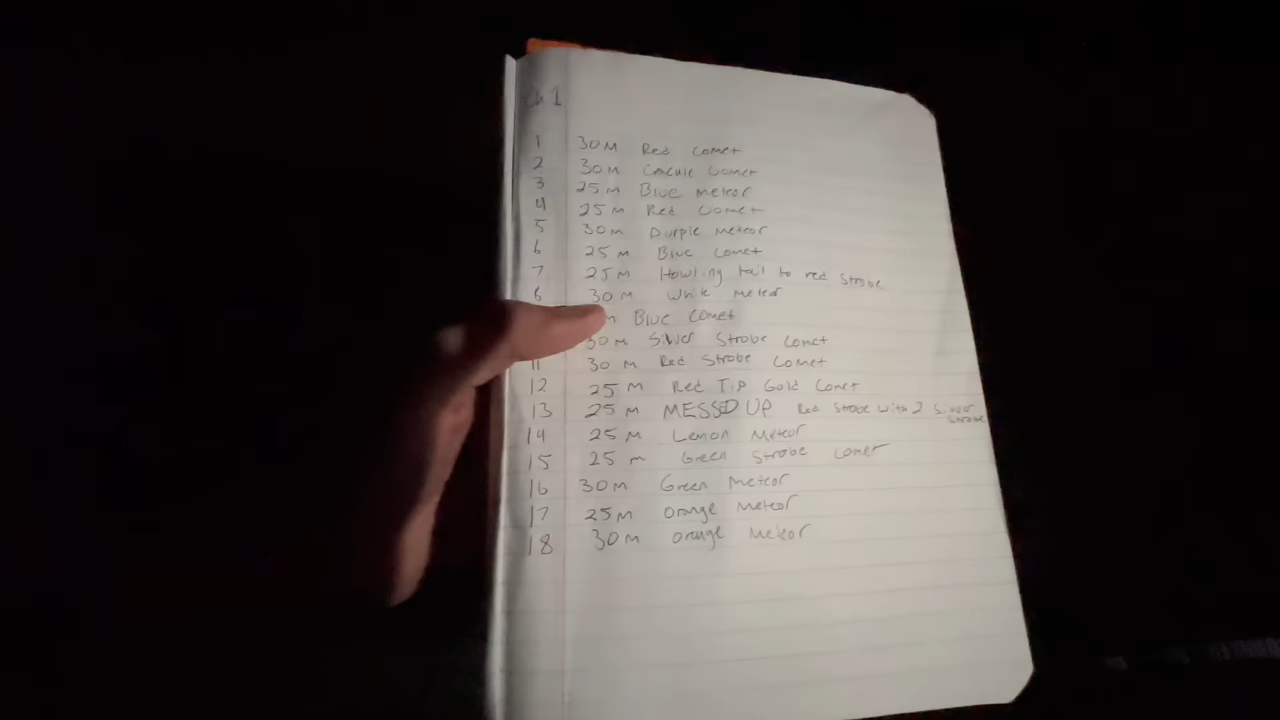 Ch 1
1 30M Red Comet
2 30M Crackle Comet
3 25M Blue Meteor
4 25M Red Comet
5 30M Purple Meteor
6 25M Blue Comet
7 25M Howling tail to red Strobe
8 30M White Meteor
M Blue Comet
30M Silver Strobe Comet
11 30M Red Strobe Comet
12 25M Red Tip Gold Comet
13 25M MESSED UP Red Strobe with 2 Silver Strobe
14 25M Lemon Meteor
15 25M Green Strobe Comet
16 30M Green Meteor
17 25M Orange Meteor
18 30M Orange Meteor